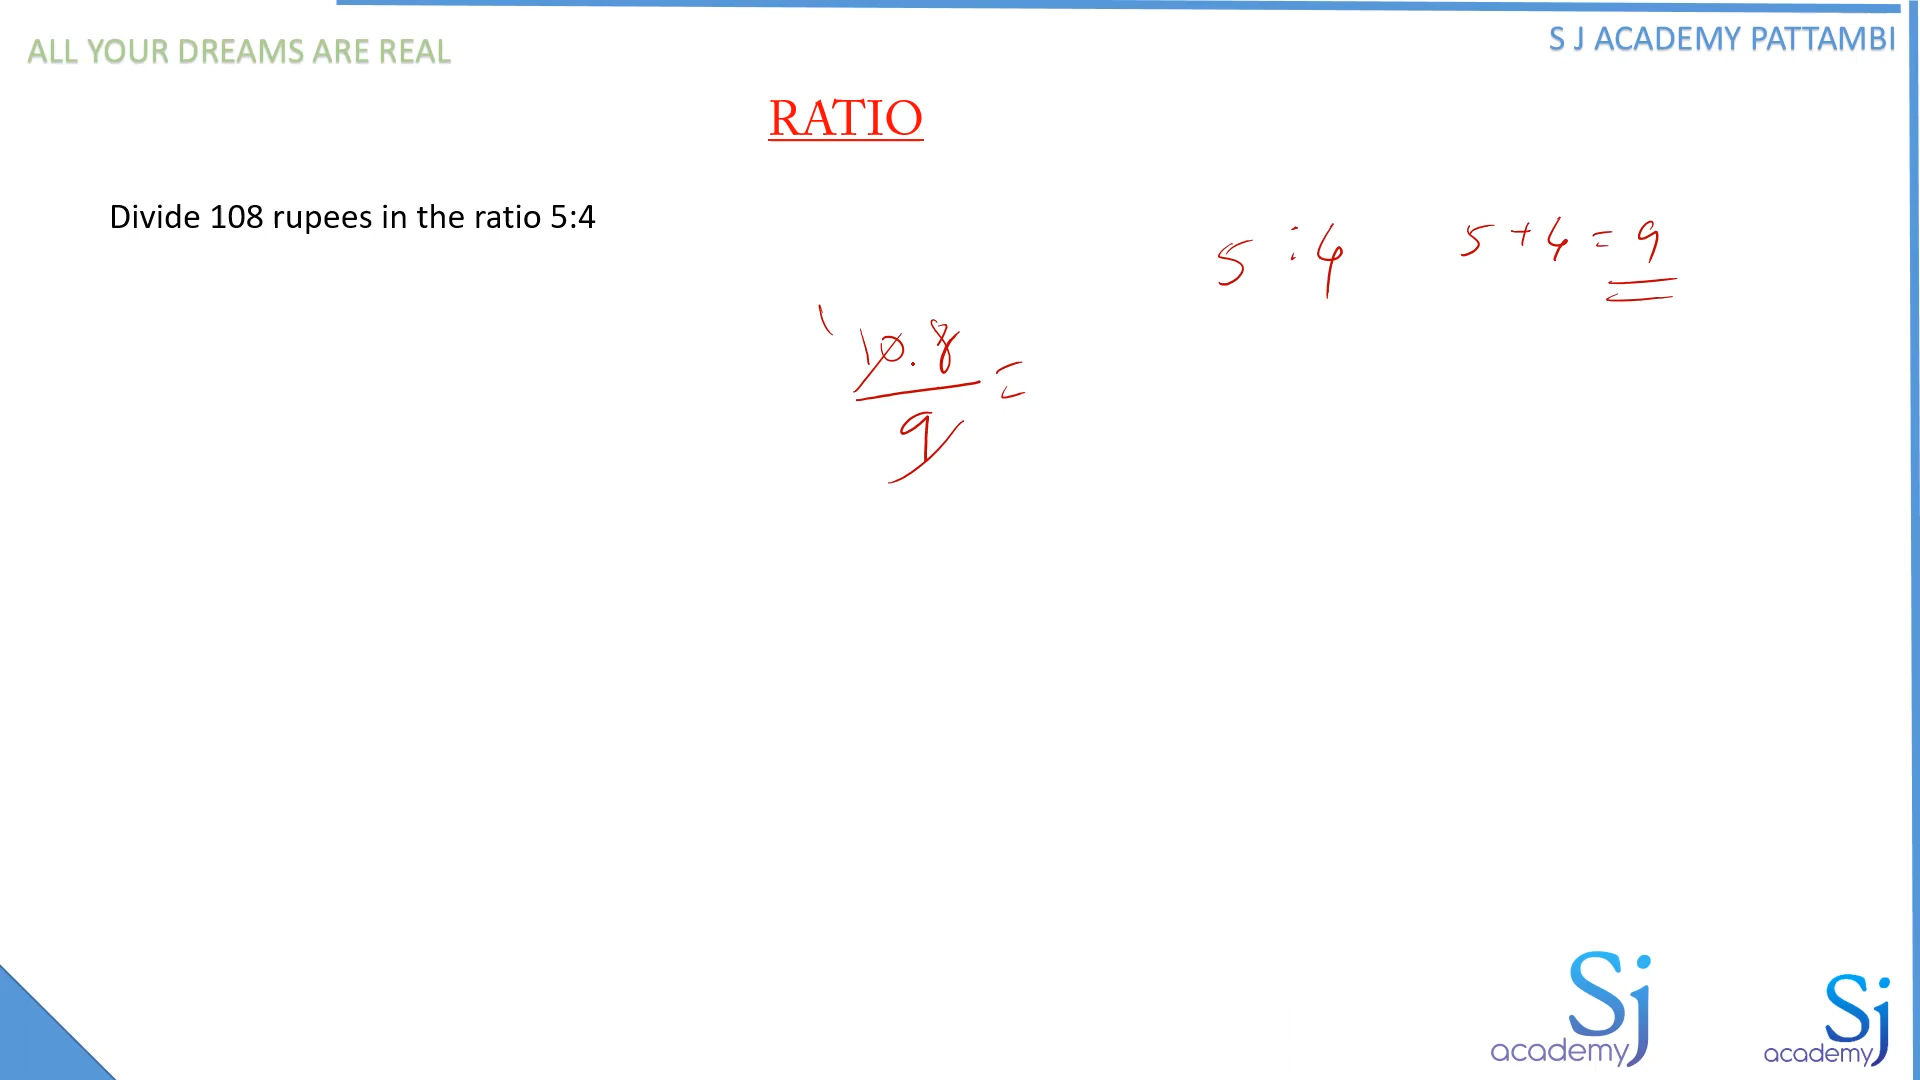 ALL YOUR DREAMS ARE REAL
S J ACADEMY PATTAMBI
RATIO
Divide 108 rupees in the ratio 5:4
5 : 4
5 + 4 = 9
1
10.8
9
=
Sj
academy
Sj
academy